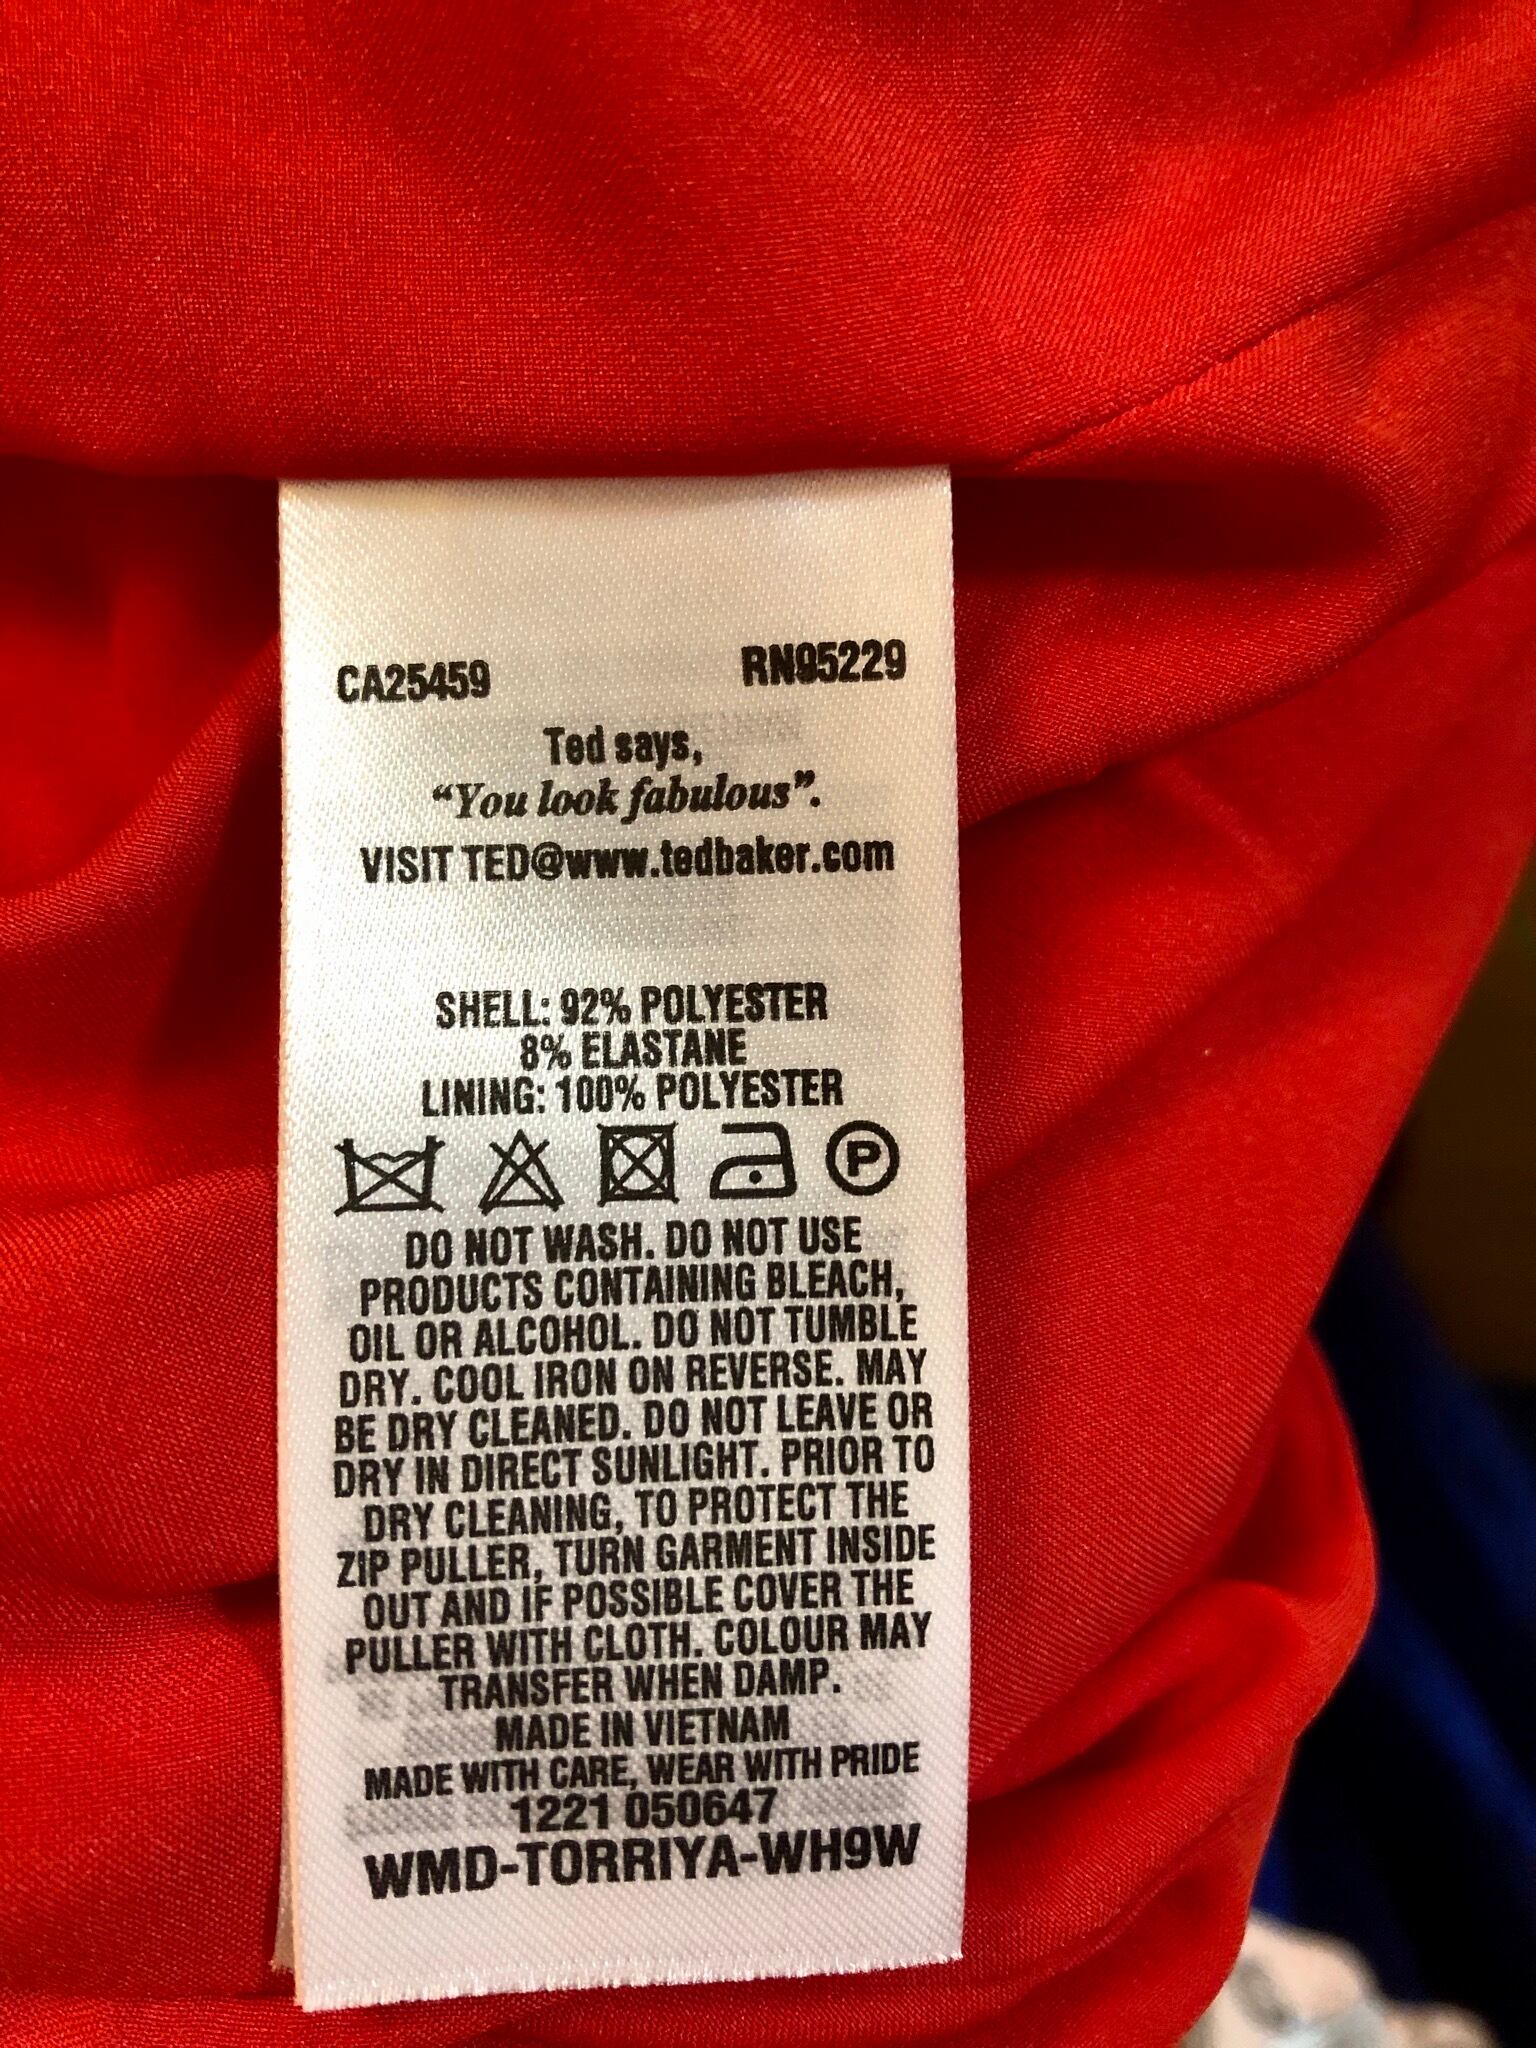 CA25459 RN95229
Ted says,
“You look fabulous”.
VISIT TED@www.tedbaker.com
SHELL: 92% POLYESTER
8% ELASTANE
LINING: 100% POLYESTER
P
DO NOT WASH. DO NOT USE
PRODUCTS CONTAINING BLEACH,
OIL OR ALCOHOL. DO NOT TUMBLE
DRY. COOL IRON ON REVERSE. MAY
BE DRY CLEANED. DO NOT LEAVE OR
DRY IN DIRECT SUNLIGHT. PRIOR TO
DRY CLEANING, TO PROTECT THE
ZIP PULLER, TURN GARMENT INSIDE
OUT AND IF POSSIBLE COVER THE
PULLER WITH CLOTH. COLOUR MAY
TRANSFER WHEN DAMP.
MADE IN VIETNAM
MADE WITH CARE, WEAR WITH PRIDE
1221 050647
WMD-TORRIYA-WH9W